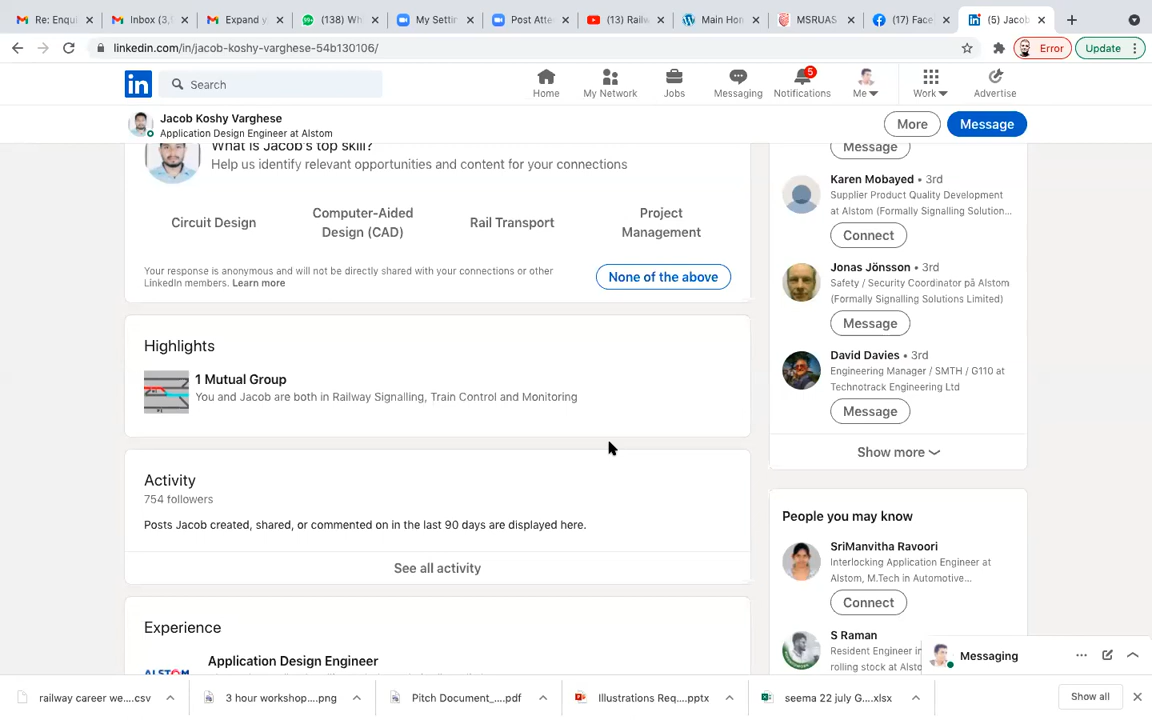 Re: Enqui
Inbox (3,
Expand y
(138) Wh
My Settin
Post Atte
(13) Railw
Main Hom
MSRUAS
(17) Face
(5) Jacob
linkedin.com/in/jacob-koshy-varghese-54b130106/
Error
Update
in
Search
Home
My Network
Jobs
Messaging
5
Notifications
Me
Work
Advertise
Jacob Koshy Varghese
Application Design Engineer at Alstom
More
Message
What is Jacob's top skill?
Help us identify relevant opportunities and content for your connections
Circuit Design
Computer-Aided
Design (CAD)
Rail Transport
Project
Management
Your response is anonymous and will not be directly shared with your connections or other
LinkedIn members. Learn more
None of the above
Highlights
1 Mutual Group
You and Jacob are both in Railway Signalling, Train Control and Monitoring
Activity
754 followers
Posts Jacob created, shared, or commented on in the last 90 days are displayed here.
See all activity
Experience
ALSTOM
Application Design Engineer
Message
Karen Mobayed • 3rd
Supplier Product Quality Development
at Alstom (Formally Signalling Solution...
Connect
Jonas Jönsson • 3rd
Safety / Security Coordinator på Alstom
(Formally Signalling Solutions Limited)
Message
David Davies • 3rd
Engineering Manager / SMTH / G110 at
Technotrack Engineering Ltd
Message
Show more
People you may know
SriManvitha Ravoori
Interlocking Application Engineer at
Alstom, M.Tech in Automotive...
Connect
S Raman
Resident Engineer in
rolling stock at Alsto
Messaging
railway career we....csv
3 hour workshop....png
Pitch Document_....pdf
Illustrations Req....pptx
seema 22 july G....xlsx
Show all